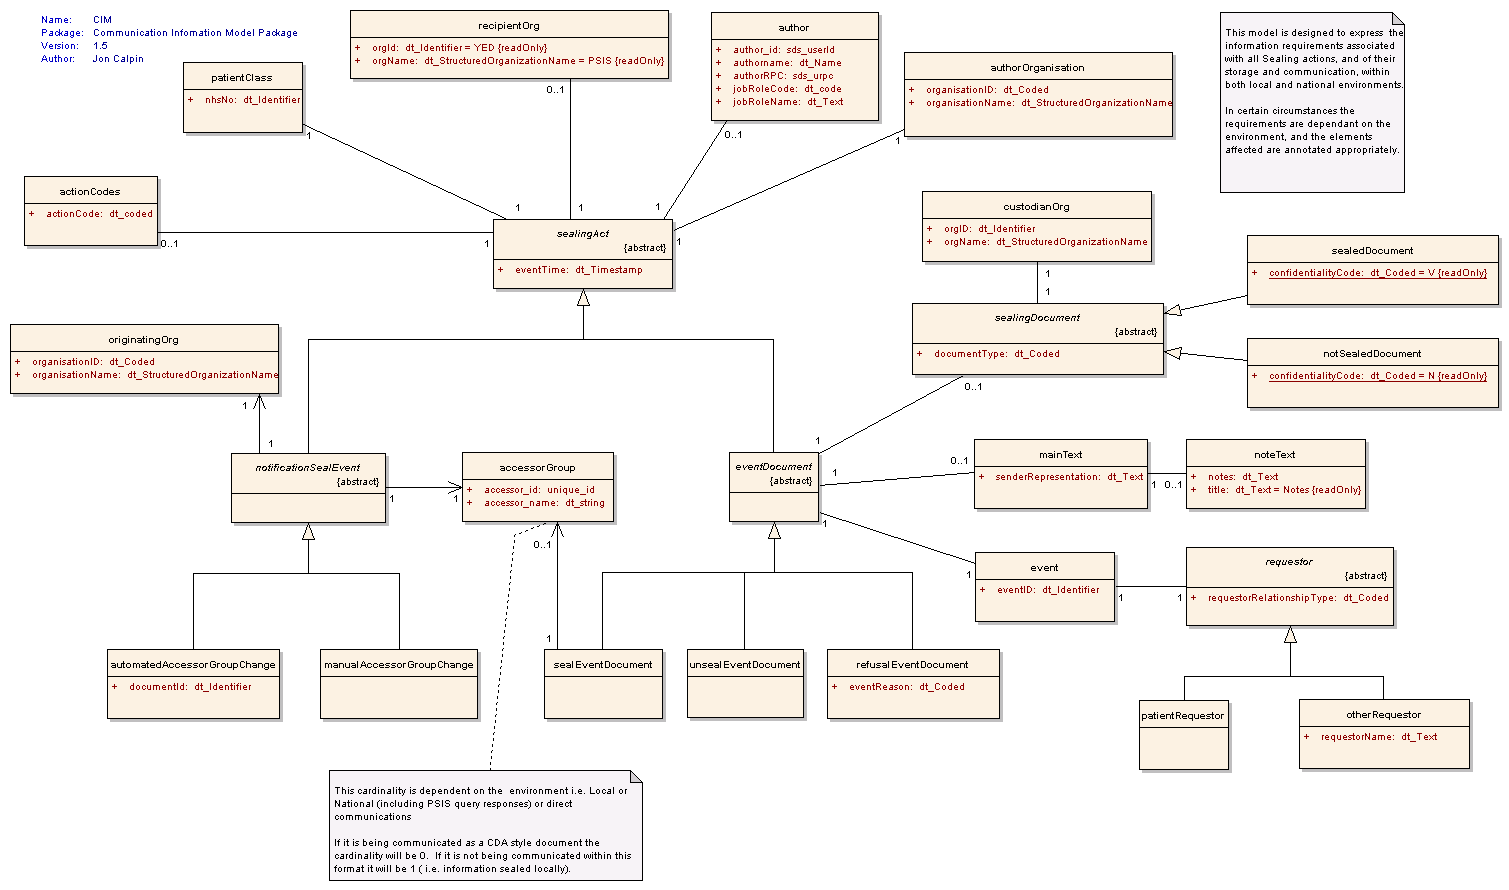 Name: CIM
Package: Communication Infomation Model Package
Version: 1.5
Author: Jon Calpin
recipientOrg
+ orgId: dt_Identifier = YED {readOnly}
+ orgName: dt_StructuredOrganizationName = PSIS {readOnly}
0..1
1
author
+ author_id: sds_userId
+ authorname: dt_Name
+ authorRPC: sds_urpc
+ jobRoleCode: dt_code
+ jobRoleName: dt_Text
0..1
1
authorOrganisation
+ organisationID: dt_Coded
+ organisationName: dt_StructuredOrganizationName
1
1
This model is designed to express the
information requirements associated
with all Sealing actions, and of their
storage and communication, within
both local and national environments.
In certain circumstances the
requirements are dependant on the
environment, and the elements
affected are annotated appropriately.
patientClass
+ nhsNo: dt_Identifier
1
1
actionCodes
+ actionCode: dt_coded
0..1
1
sealingAct
{abstract}
+ eventTime: dt_Timestamp
custodianOrg
+ orgID: dt_Identifier
+ orgName: dt_StructuredOrganizationName
1
1
sealingDocument
{abstract}
+ documentType: dt_Coded
0..1
1
sealedDocument
+ confidentialityCode: dt_Coded = V {readOnly}
notSealedDocument
+ confidentialityCode: dt_Coded = N {readOnly}
originatingOrg
+ organisationID: dt_Coded
+ organisationName: dt_StructuredOrganizationName
1
1
notificationSealEvent
{abstract}
1
1
accessorGroup
+ accessor_id: unique_id
+ accessor_name: dt_string
0..1
1
eventDocument
{abstract}
1
0..1
mainText
+ senderRepresentation: dt_Text
1
0..1
noteText
+ notes: dt_Text
+ title: dt_Text = Notes {readOnly}
1
1
event
+ eventID: dt_Identifier
1
1
requestor
{abstract}
+ requestorRelationshipType: dt_Coded
automatedAccessorGroupChange
+ documentId: dt_Identifier
manualAccessorGroupChange
sealEventDocument
unsealEventDocument
refusalEventDocument
+ eventReason: dt_Coded
patientRequestor
otherRequestor
+ requestorName: dt_Text
This cardinality is dependent on the environment i.e. Local or
National (including PSIS query responses) or direct
communications
If it is being communicated as a CDA style document the
cardinality will be 0. If it is not being communicated within this
format it will be 1 ( i.e. information sealed locally).